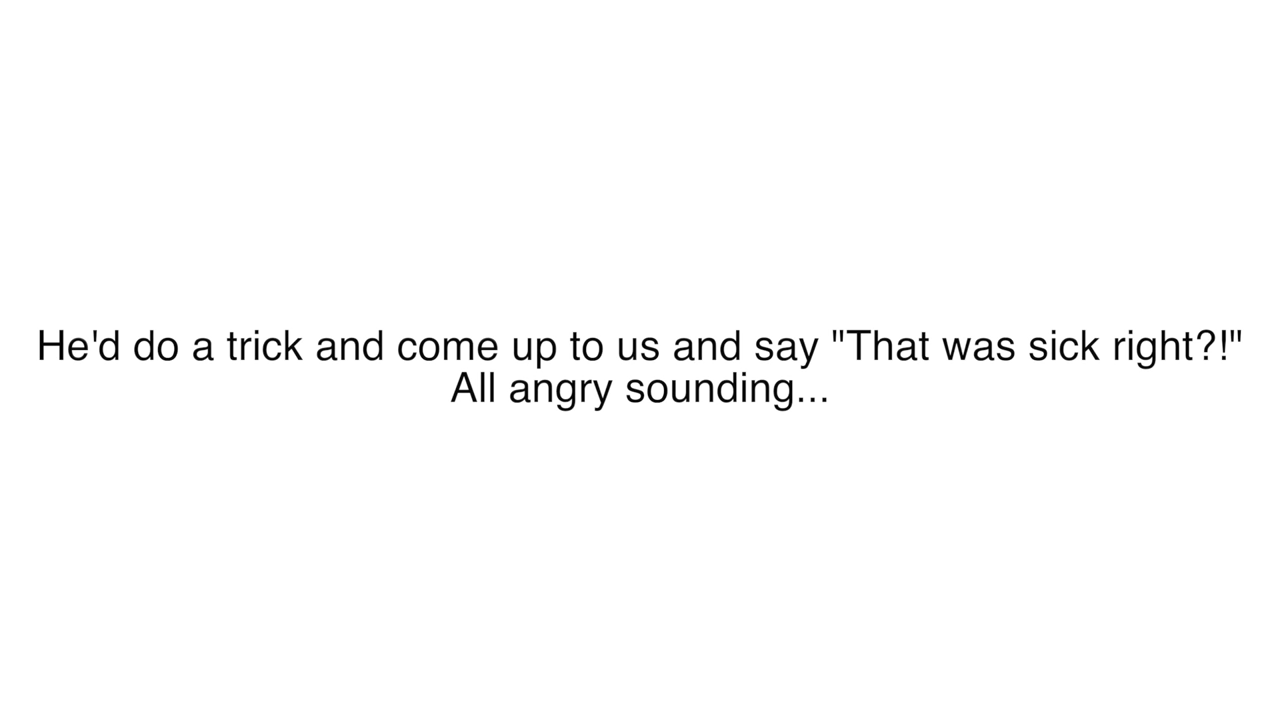 He'd do a trick and come up to us and say "That was sick right?!"
All angry sounding...